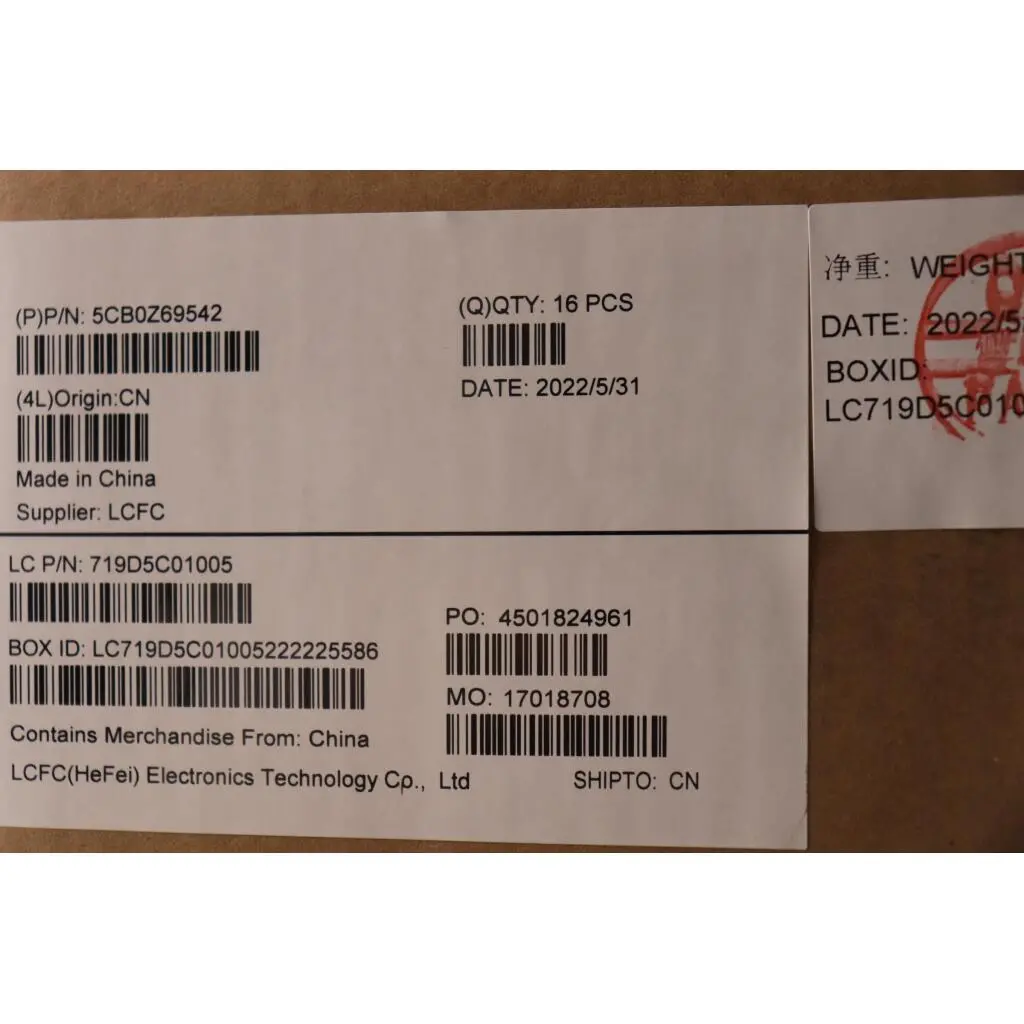 (P)P/N: 5CB0Z69542
(Q)QTY: 16 PCS
(4L)Origin:CN
DATE: 2022/5/31
Made in China
Supplier: LCFC
LC P/N: 719D5C01005
PO: 4501824961
BOX ID: LC719D5C01005222225586
MO: 17018708
Contains Merchandise From: China
LCFC(HeFei) Electronics Technology Co., Ltd
SHIPTO: CN
净重: WEIGHT
DATE: 2022/5
BOXID:
LC719D5C010